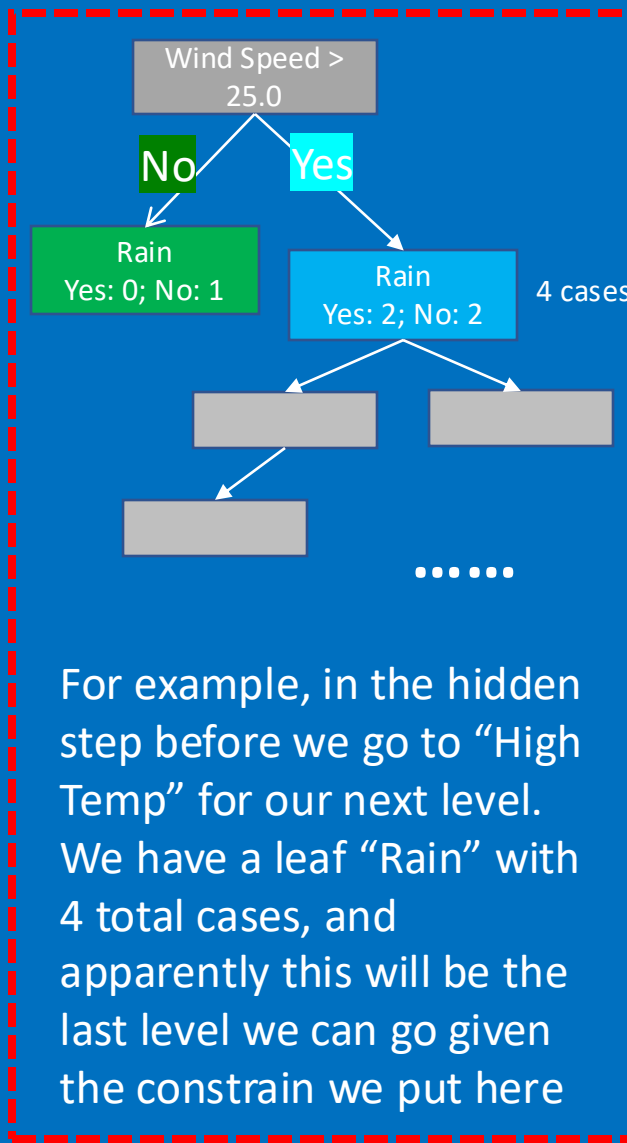 Wind Speed >
25.0
No
Yes
Rain
Yes: 0; No: 1
Rain
Yes: 2; No: 2
4 cases
......
For example, in the hidden
step before we go to “High
Temp” for our next level.
We have a leaf “Rain” with
4 total cases, and
apparently this will be the
last level we can go given
the constrain we put here